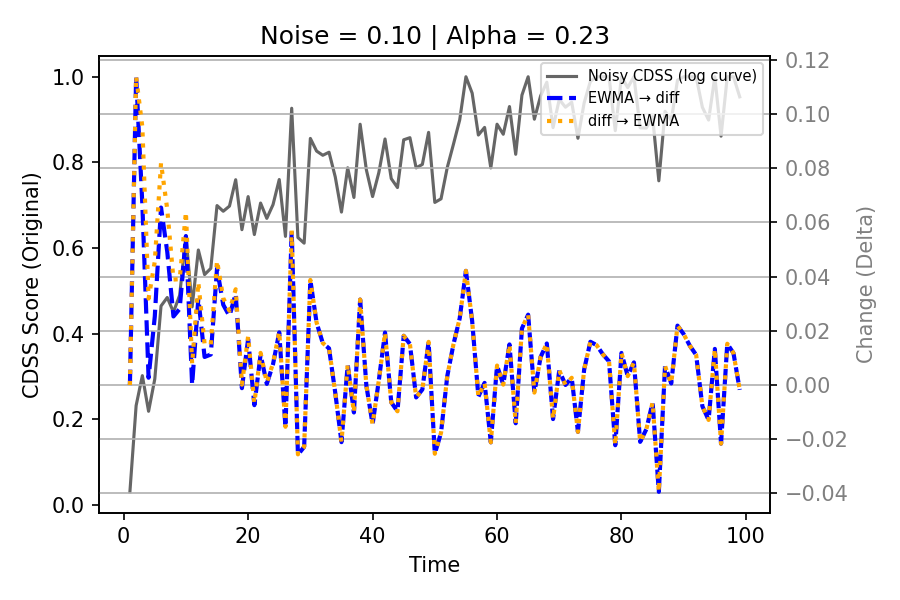 Noise = 0.10 | Alpha = 0.23
Noisy CDSS (log curve)
EWMA → diff
diff → EWMA
CDSS Score (Original)
1.0
0.8
0.6
0.4
0.2
0.0
0.12
0.10
0.08
0.06
0.04
0.02
0.00
−0.02
−0.04
Change (Delta)
0 20 40 60 80 100
Time